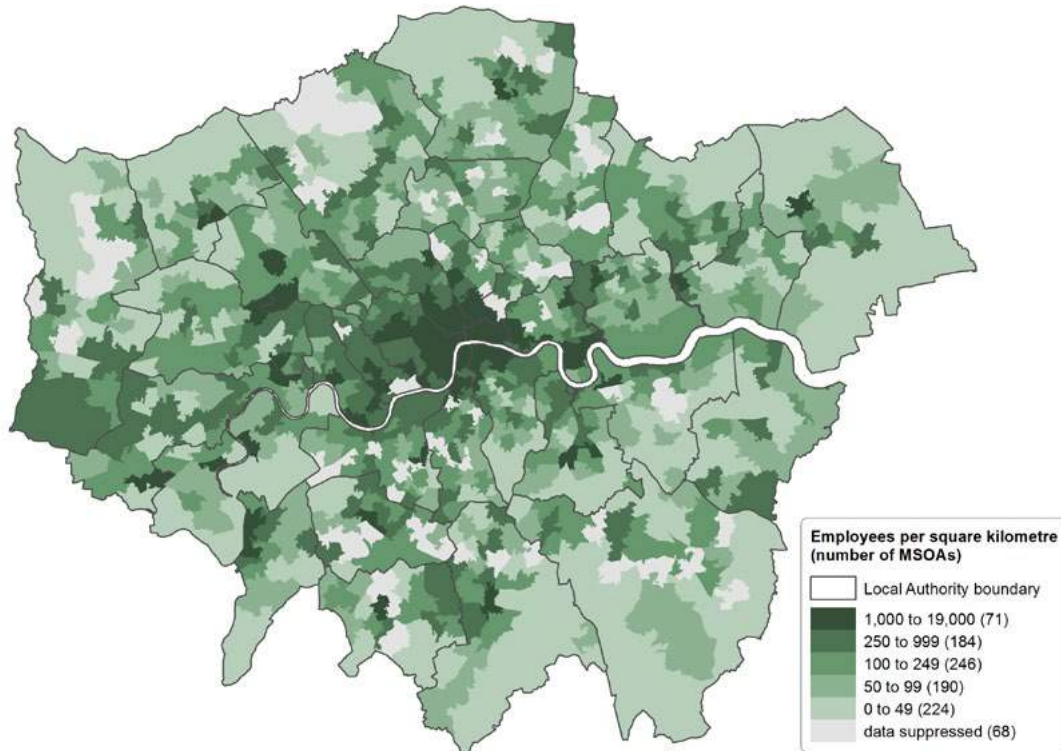 Employees per square kilometre
(number of MSOAs)
Local Authority boundary
1,000 to 19,000 (71)
250 to 999 (184)
100 to 249 (246)
50 to 99 (190)
0 to 49 (224)
data suppressed (68)